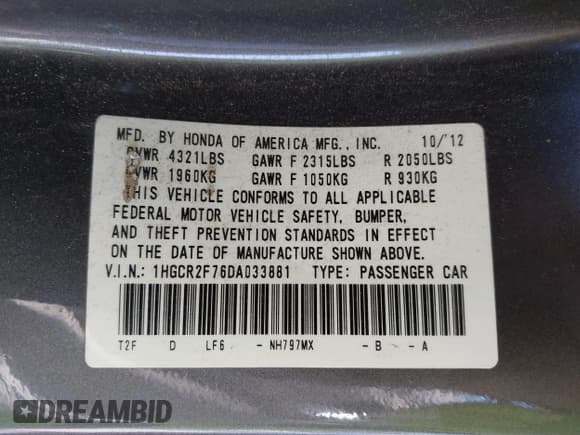 MFD. BY HONDA OF AMERICA MFG., INC. 10/'12
GVWR 4321LBS GAWR F 2315LBS R 2050LBS
GVWR 1960KG GAWR F 1050KG R 930KG
THIS VEHICLE CONFORMS TO ALL APPLICABLE
FEDERAL MOTOR VEHICLE SAFETY, BUMPER,
AND THEFT PREVENTION STANDARDS IN EFFECT
ON THE DATE OF MANUFACTURE SHOWN ABOVE.
V.I.N.: 1HGCR2F76DA033881 TYPE: PASSENGER CAR
T2F D LF6 - NH797MX - B - A
DREAMBID